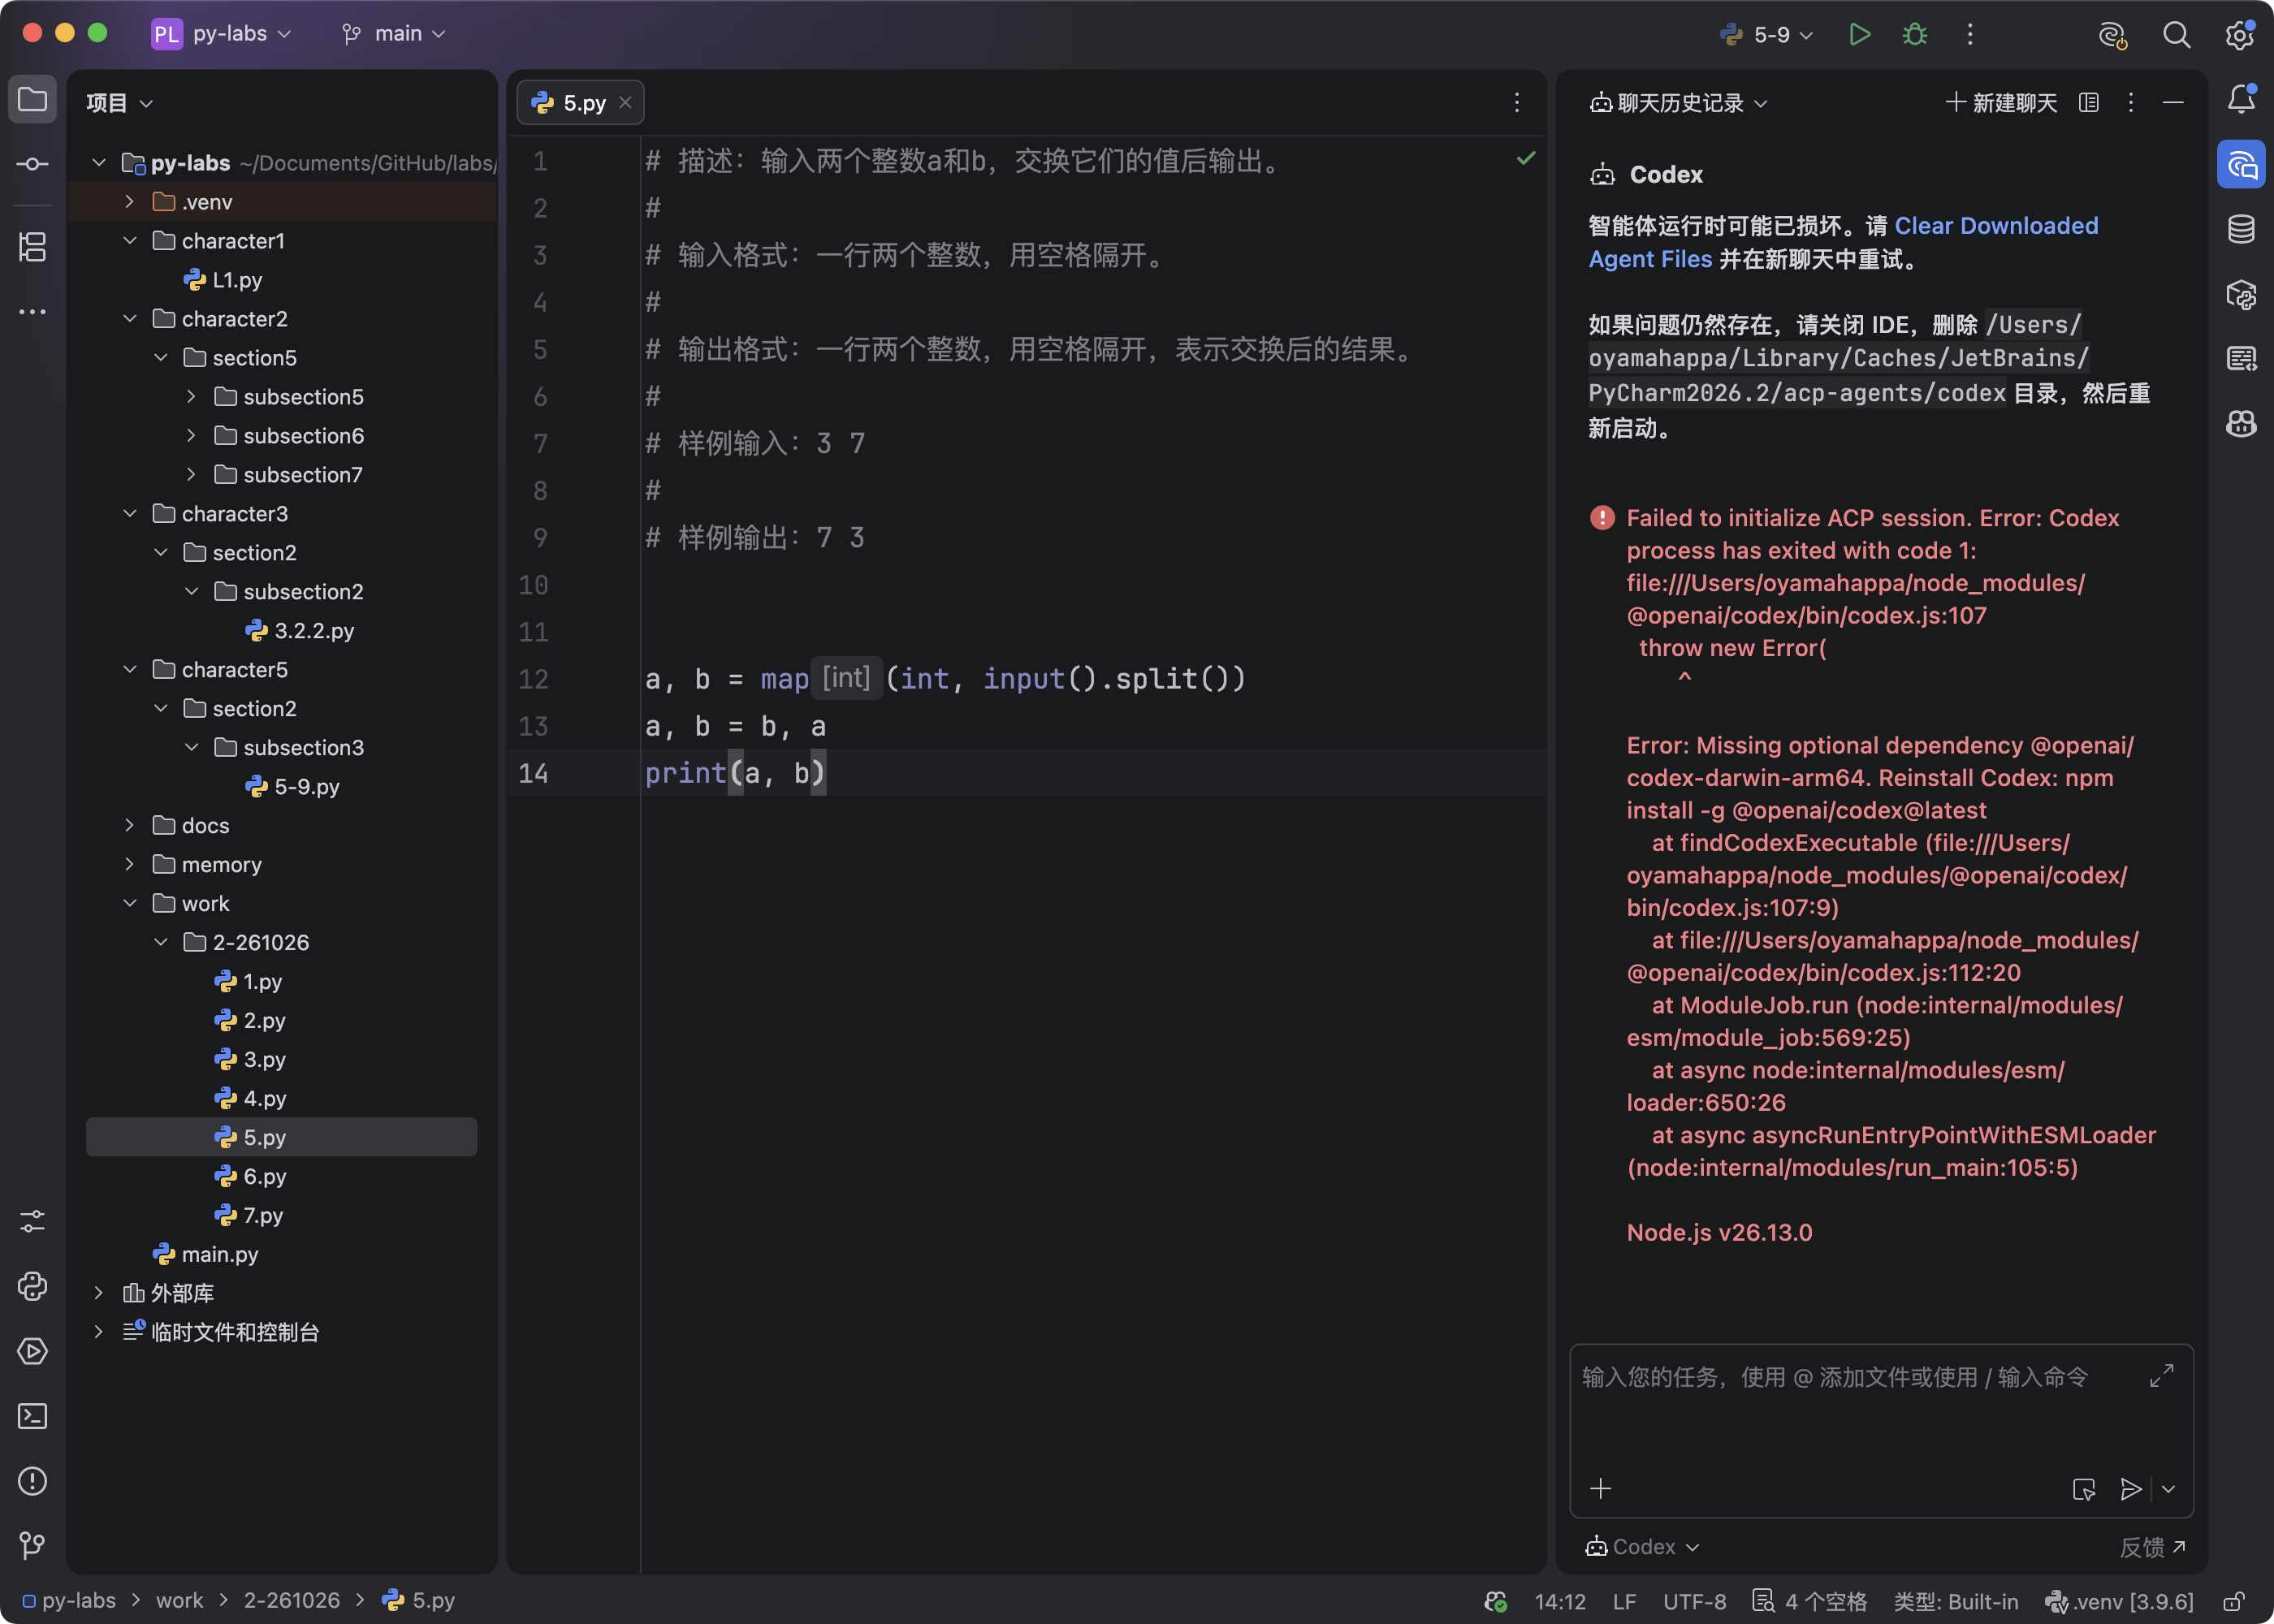 PL py-labs main 5-9
项目
py-labs ~/Documents/GitHub/labs/
.venv
character1
L1.py
character2
section5
subsection5
subsection6
subsection7
character3
section2
subsection2
3.2.2.py
character5
section2
subsection3
5-9.py
docs
memory
work
2-261026
1.py
2.py
3.py
4.py
5.py
6.py
7.py
main.py
外部库
临时文件和控制台
5.py
1 # 描述：输入两个整数a和b，交换它们的值后输出。
2 #
3 # 输入格式：一行两个整数，用空格隔开。
4 #
5 # 输出格式：一行两个整数，用空格隔开，表示交换后的结果。
6 #
7 # 样例输入：3 7
8 #
9 # 样例输出：7 3
10
11
12 a, b = map [int] (int, input().split())
13 a, b = b, a
14 print(a, b)
聊天历史记录 新建聊天
Codex
智能体运行时可能已损坏。请 Clear Downloaded
Agent Files 并在新聊天中重试。
如果问题仍然存在，请关闭 IDE，删除 /Users/
oyamahappa/Library/Caches/JetBrains/
PyCharm2026.2/acp-agents/codex 目录，然后重
新启动。
Failed to initialize ACP session. Error: Codex
process has exited with code 1:
file:///Users/oyamahappa/node_modules/
@openai/codex/bin/codex.js:107
throw new Error(
^
Error: Missing optional dependency @openai/
codex-darwin-arm64. Reinstall Codex: npm
install -g @openai/codex@latest
at findCodexExecutable (file:///Users/
oyamahappa/node_modules/@openai/codex/
bin/codex.js:107:9)
at file:///Users/oyamahappa/node_modules/
@openai/codex/bin/codex.js:112:20
at ModuleJob.run (node:internal/modules/
esm/module_job:569:25)
at async node:internal/modules/esm/
loader:650:26
at async asyncRunEntryPointWithESMLoader
(node:internal/modules/run_main:105:5)
Node.js v26.13.0
输入您的任务，使用 @ 添加文件或使用 / 输入命令
Codex 反馈
py-labs work 2-261026 5.py 14:12 LF UTF-8 4 个空格 类型: Built-in .venv [3.9.6]